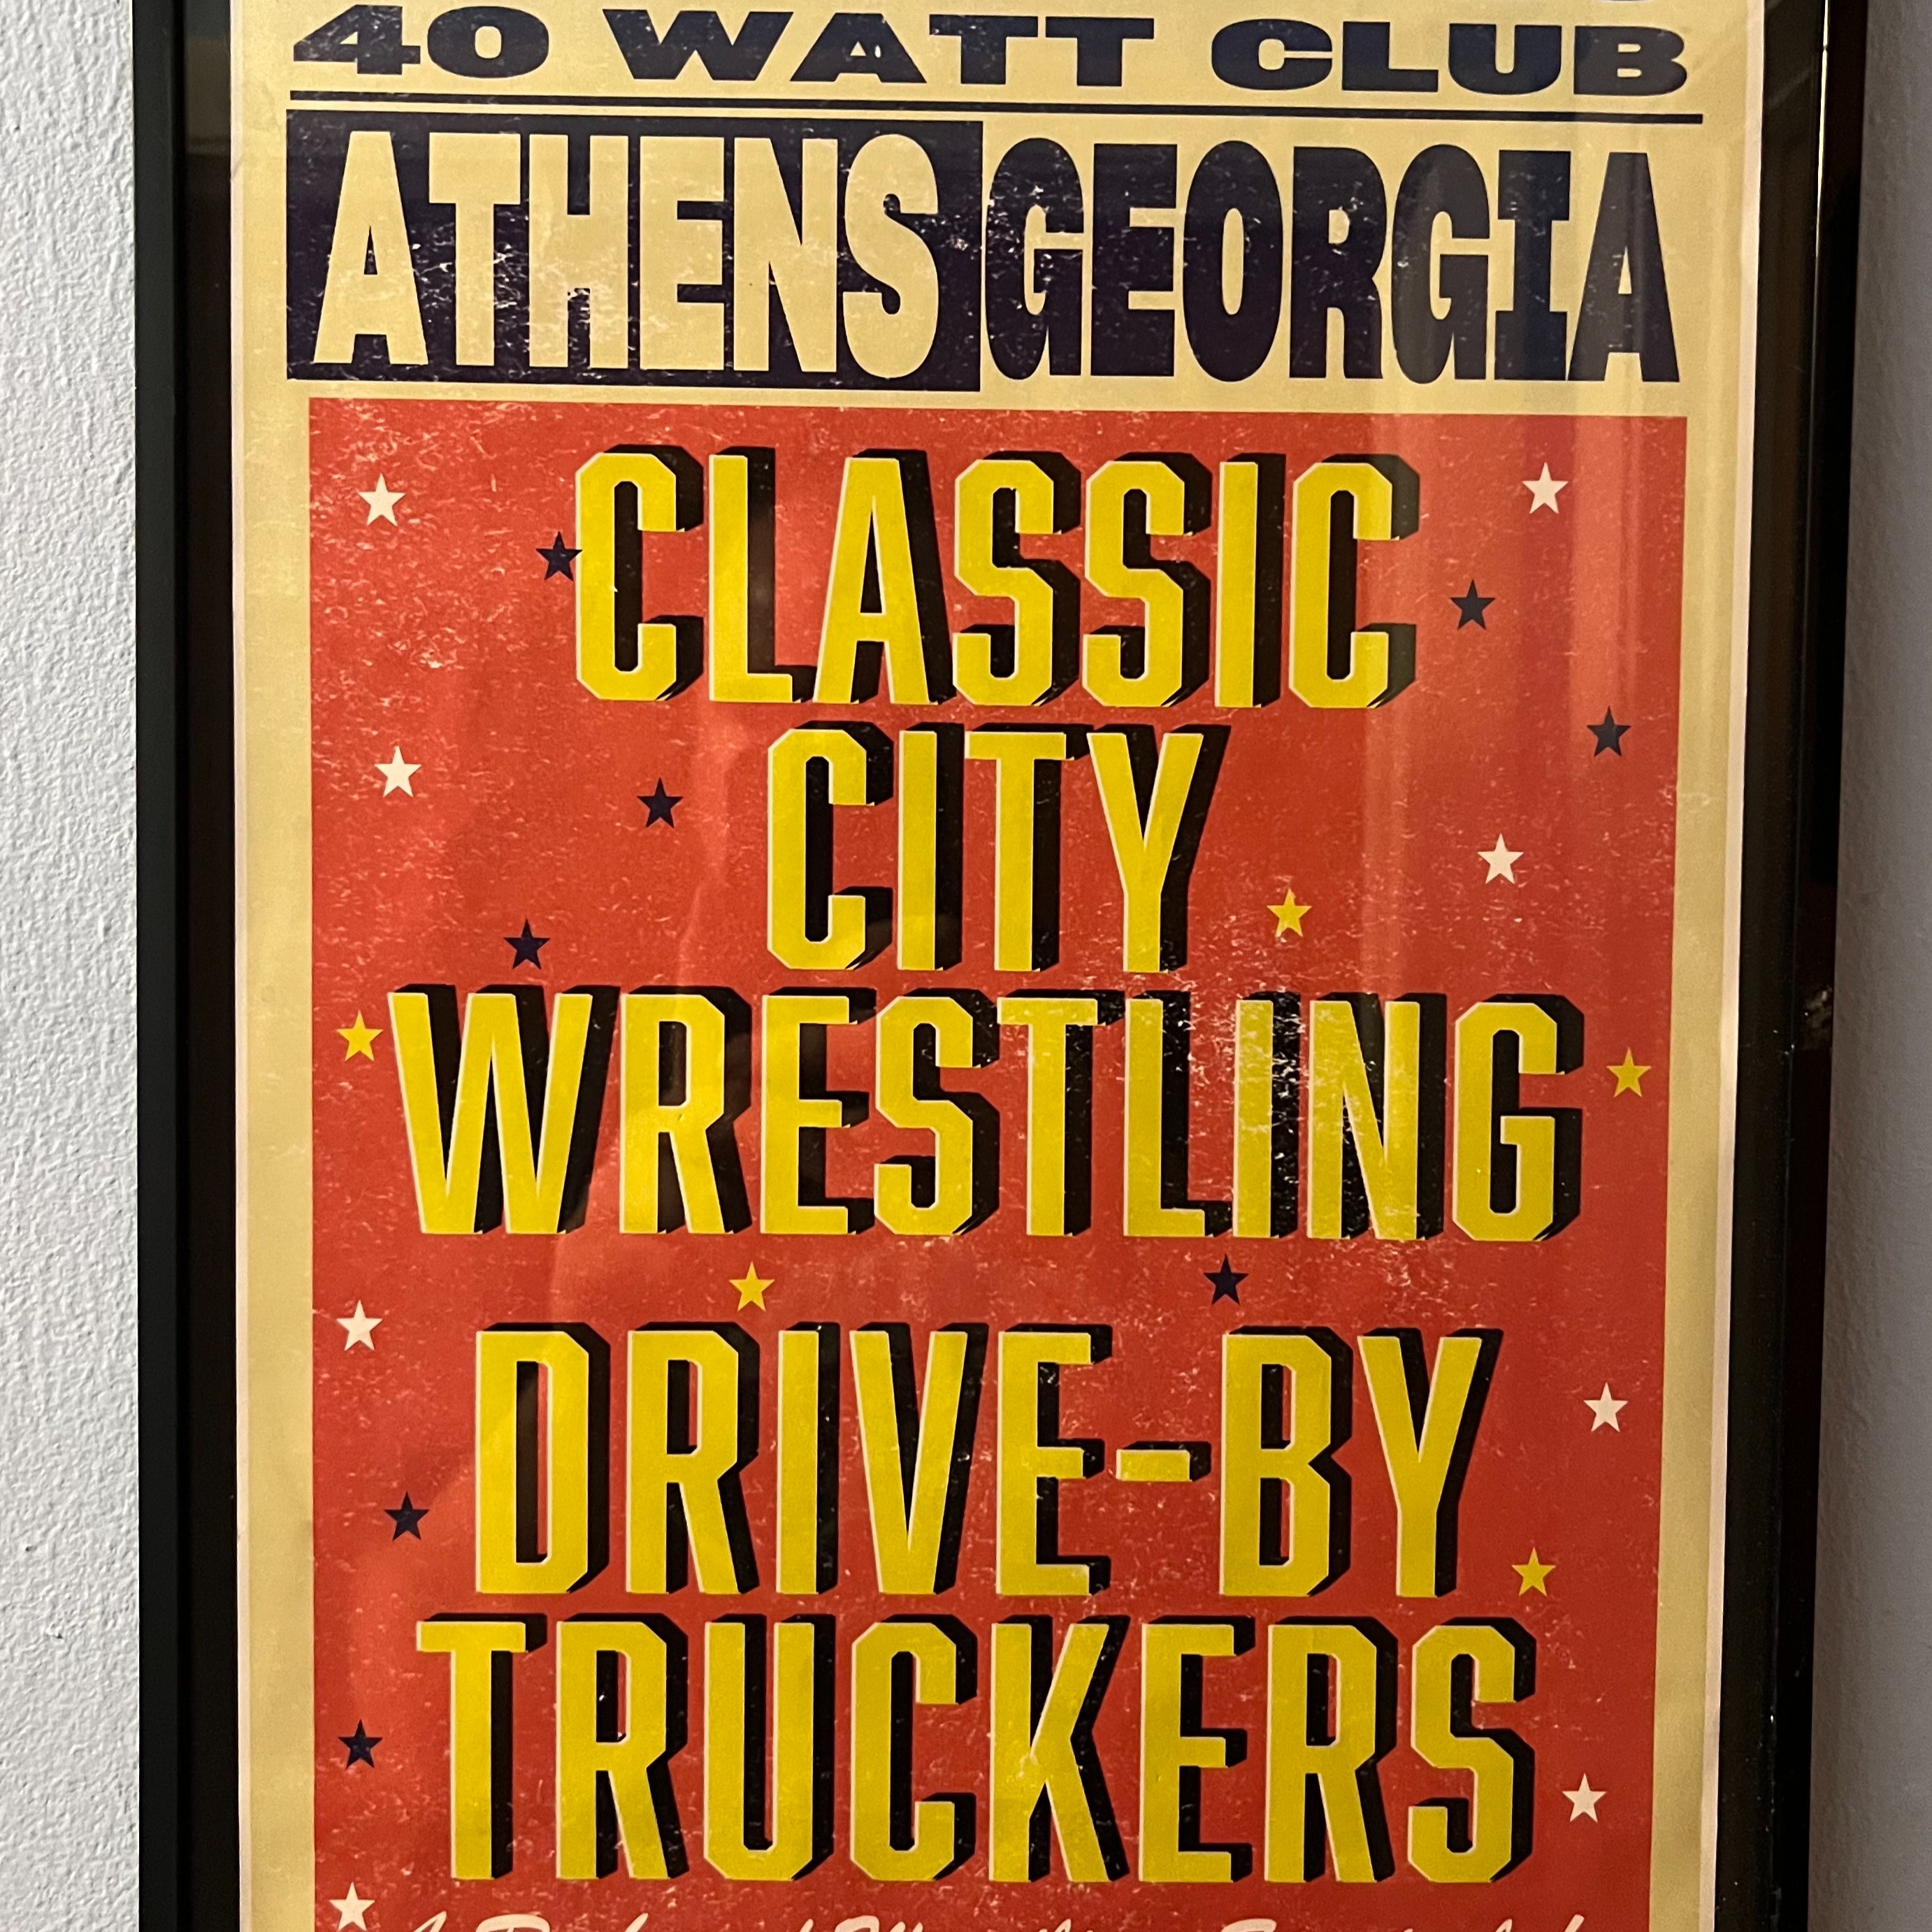 40 WATT CLUB
ATHENS GEORGIA
CLASSIC
CITY
WRESTLING
DRIVE-BY
TRUCKERS